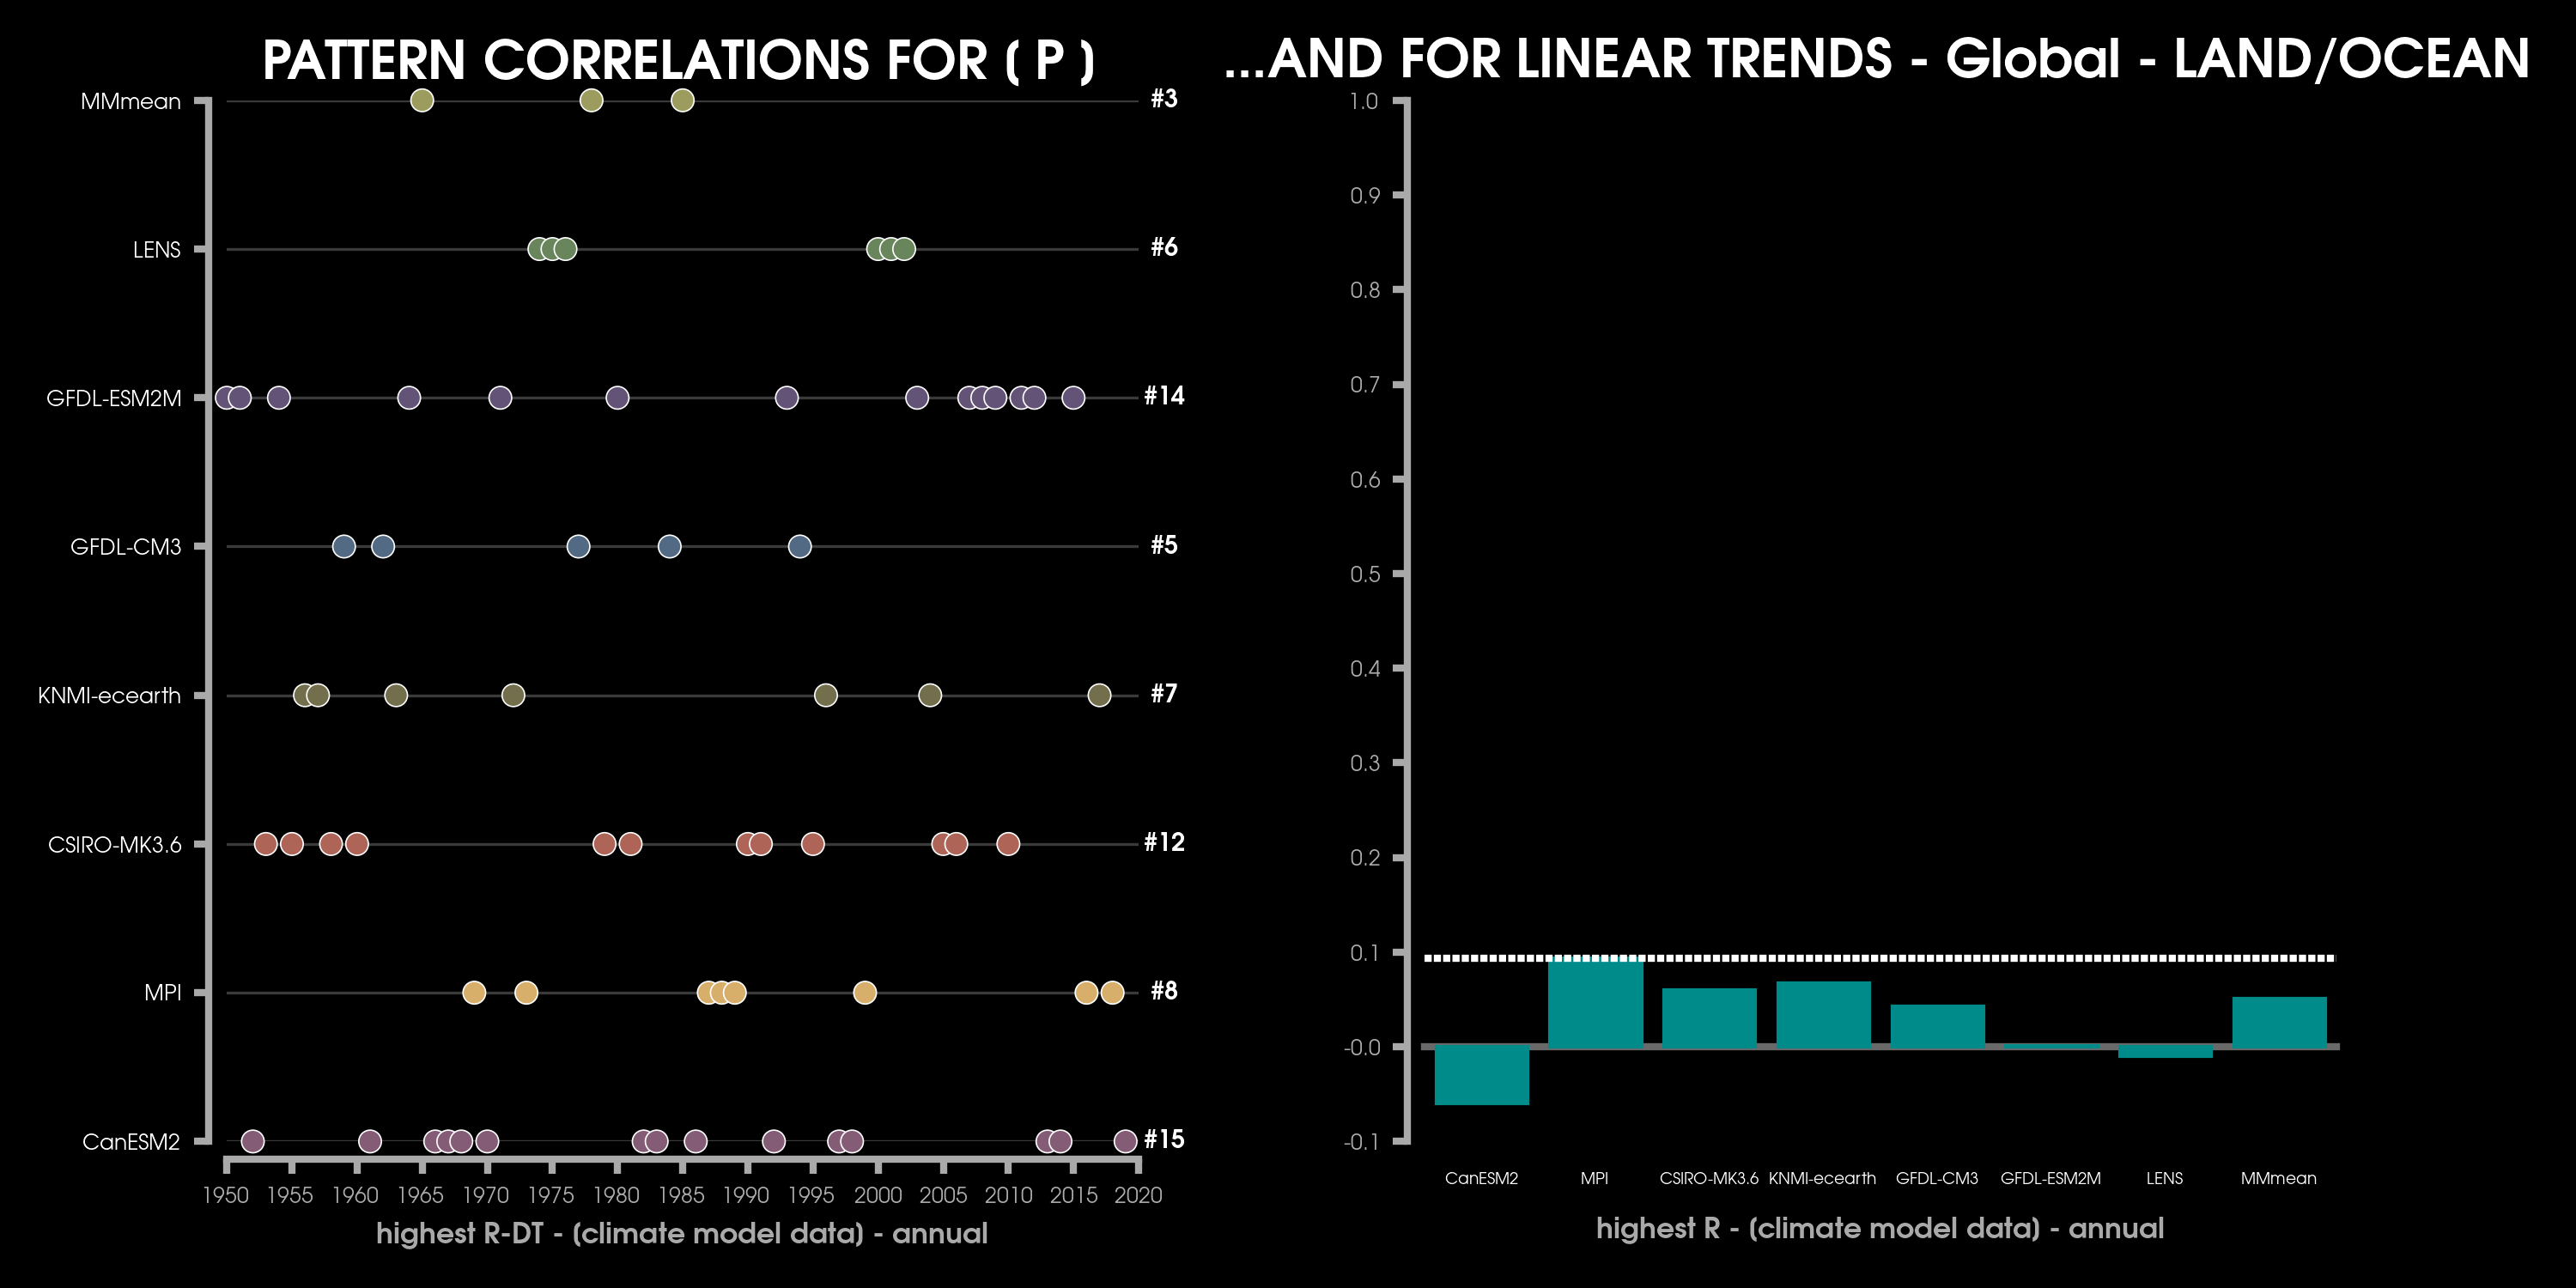 PATTERN CORRELATIONS FOR ( P )
MMmean #3
LENS #6
GFDL-ESM2M #14
GFDL-CM3 #5
KNMI-ecearth #7
CSIRO-MK3.6 #12
MPI #8
CanESM2 #15
1950 1955 1960 1965 1970 1975 1980 1985 1990 1995 2000 2005 2010 2015 2020
highest R-DT - (climate model data) - annual
...AND FOR LINEAR TRENDS - Global - LAND/OCEAN
1.0
0.9
0.8
0.7
0.6
0.5
0.4
0.3
0.2
0.1
-0.0
-0.1
CanESM2 MPI CSIRO-MK3.6 KNMI-ecearth GFDL-CM3 GFDL-ESM2M LENS MMmean
highest R - (climate model data) - annual